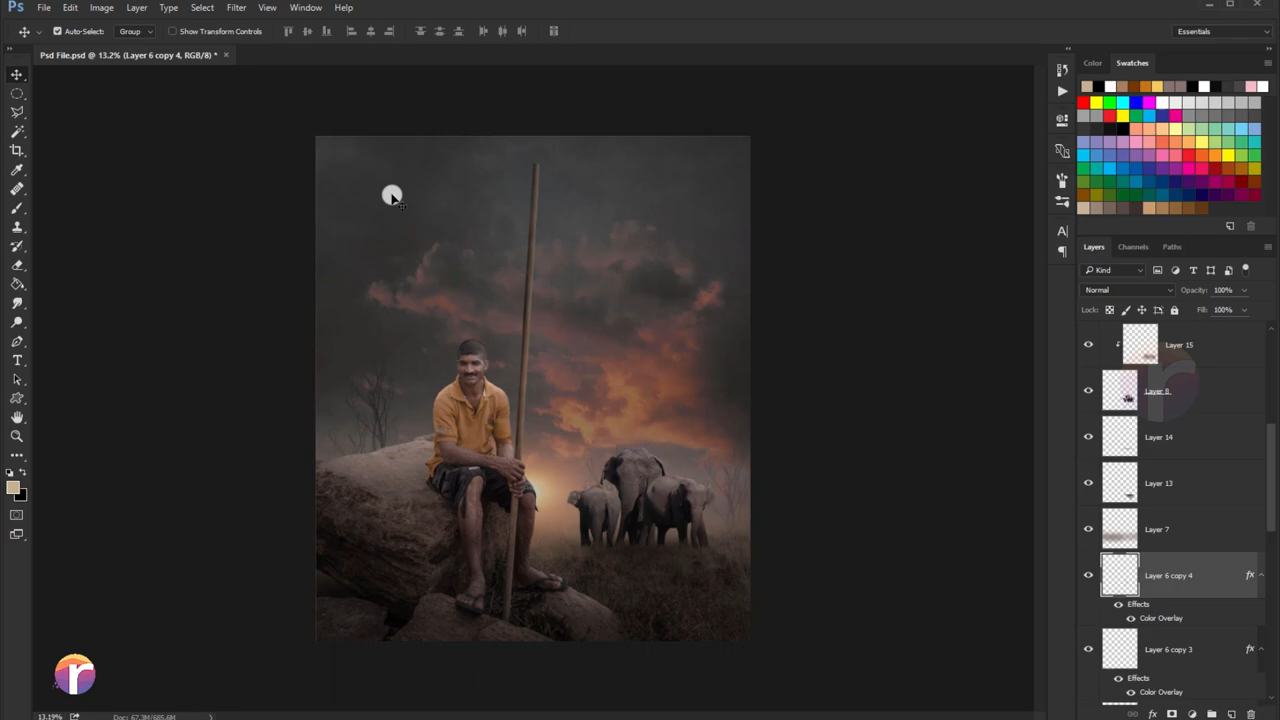 Ps File Edit Image Layer Type Select Filter View Window Help
Auto-Select: Group Show Transform Controls Essentials
Psd File.psd @ 13.2% (Layer 6 copy 4, RGB/8) * ×
Color Swatches
Layers Channels Paths
Kind
Normal Opacity: 100%
Lock: Fill: 100%
Layer 15
Layer 8
Layer 14
Layer 13
Layer 7
Layer 6 copy 4 fx
Effects
Color Overlay
Layer 6 copy 3 fx
Effects
Color Overlay
13.19% Doc: 67.3M/685.6M